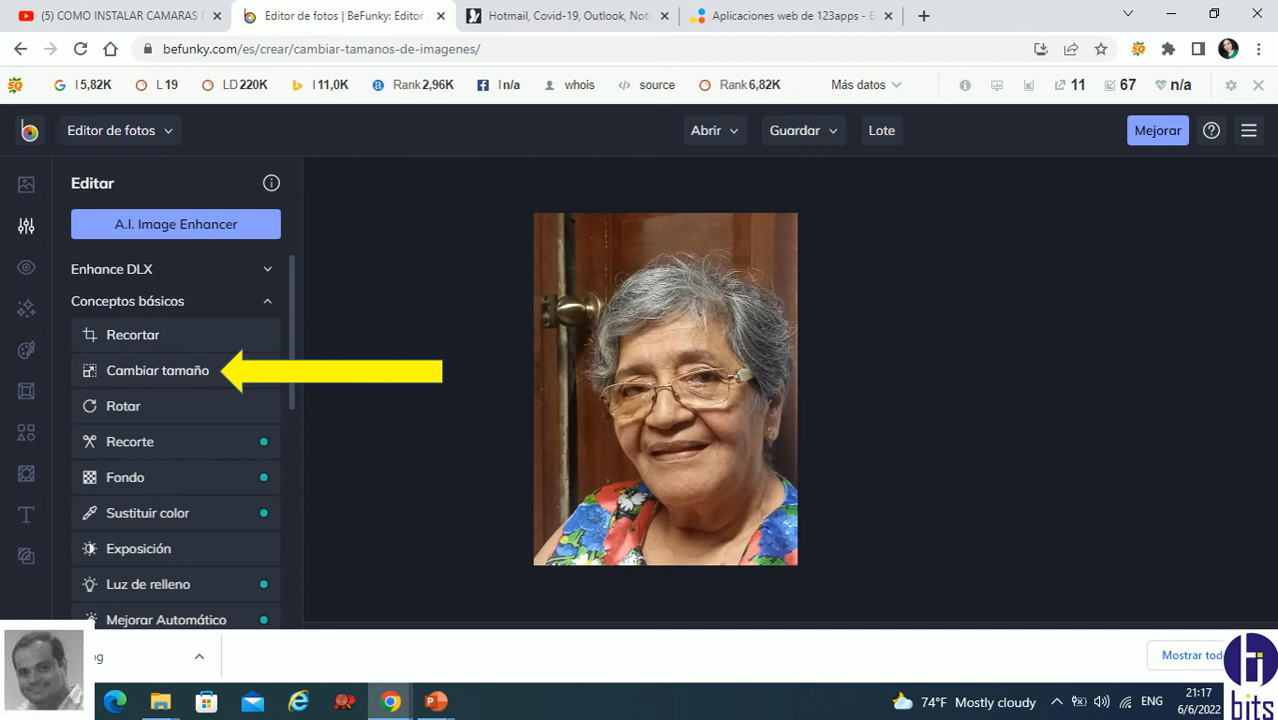 (5) COMO INSTALAR CAMARAS D
Editor de fotos | BeFunky: Editor
Hotmail, Covid-19, Outlook, Not
Aplicaciones web de 123apps - E
befunky.com/es/crear/cambiar-tamanos-de-imagenes/
I 5,82K
L 19
LD 220K
I 11,0K
Rank 2,96K
I n/a
whois
source
Rank 6,82K
Más datos
11
67
n/a
Editor de fotos
Abrir
Guardar
Lote
Mejorar
Editar
A.I. Image Enhancer
Enhance DLX
Conceptos básicos
Recortar
Cambiar tamaño
Rotar
Recorte
Fondo
Sustituir color
Exposición
Luz de relleno
Mejorar Automático
og
Mostrar tod
74°F Mostly cloudy
ENG
21:17
6/6/2022
hi
bits